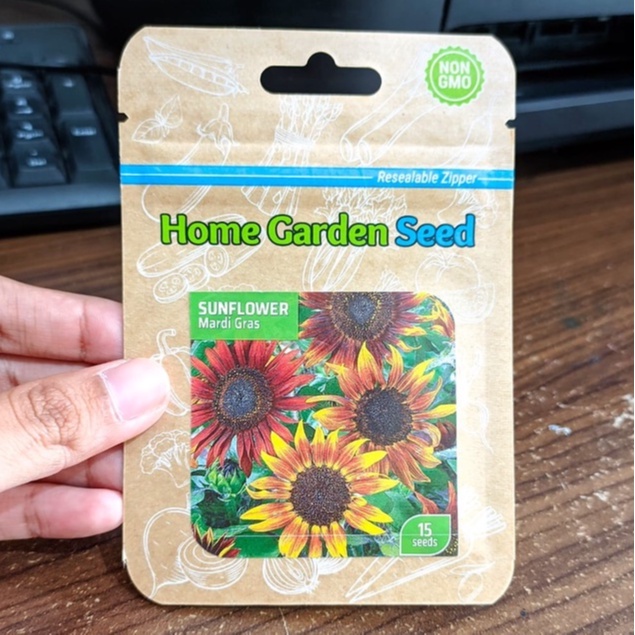 NON
GMO
Resealable Zipper
Home Garden Seed
SUNFLOWER
Mardi Gras
15
seeds